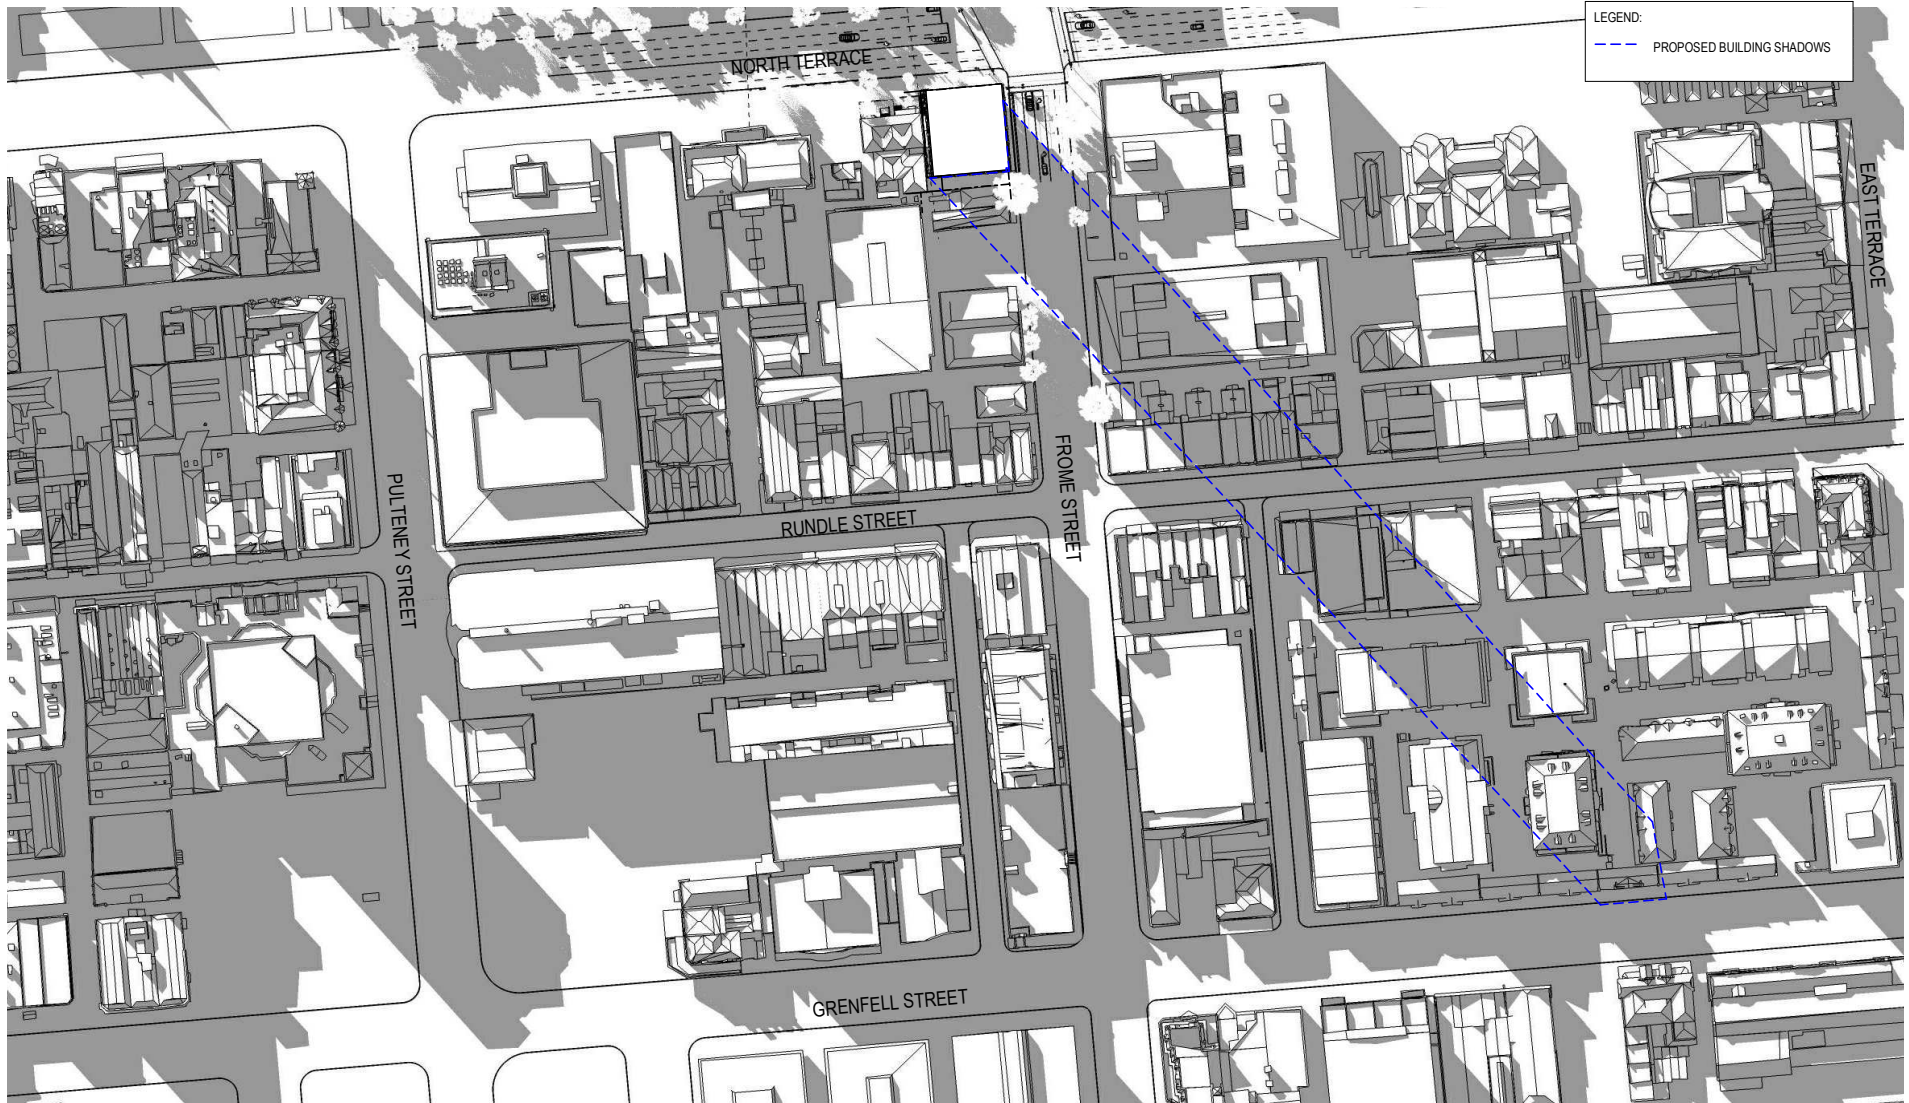 LEGEND:
PROPOSED BUILDING SHADOWS
NORTH TERRACE
EAST TERRACE
FROME STREET
PULTENEY STREET
RUNDLE STREET
GRENFELL STREET